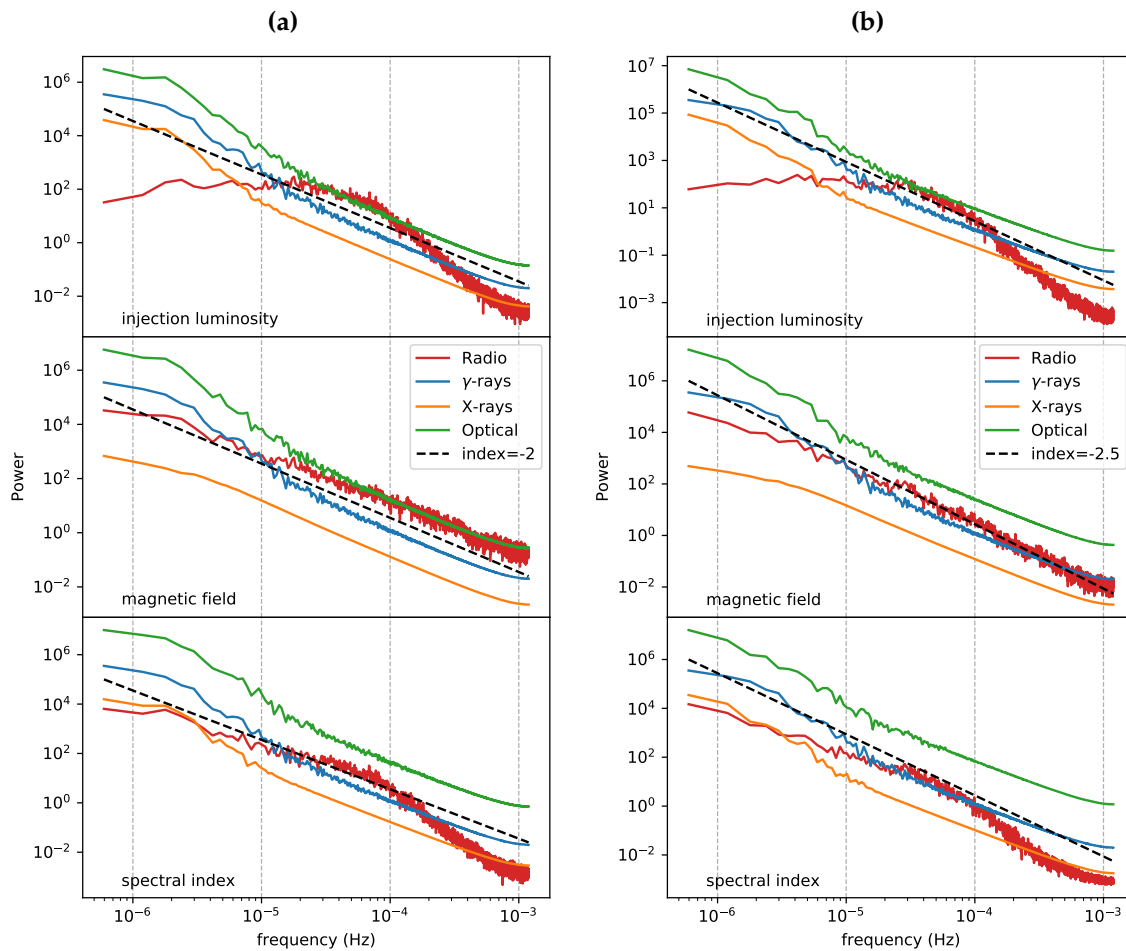 (a)
(b)
10^6
10^4
10^2
10^0
10^−2
injection luminosity
10^7
10^5
10^3
10^1
10^−1
10^−3
injection luminosity
Power
10^6
10^4
10^2
10^0
10^−2
Radio
γ-rays
X-rays
Optical
index=-2
magnetic field
Power
10^6
10^4
10^2
10^0
10^−2
Radio
γ-rays
X-rays
Optical
index=-2.5
magnetic field
10^6
10^4
10^2
10^0
10^−2
spectral index
10^6
10^4
10^2
10^0
10^−2
spectral index
10^−6
10^−5
10^−4
10^−3
frequency (Hz)
10^−6
10^−5
10^−4
10^−3
frequency (Hz)